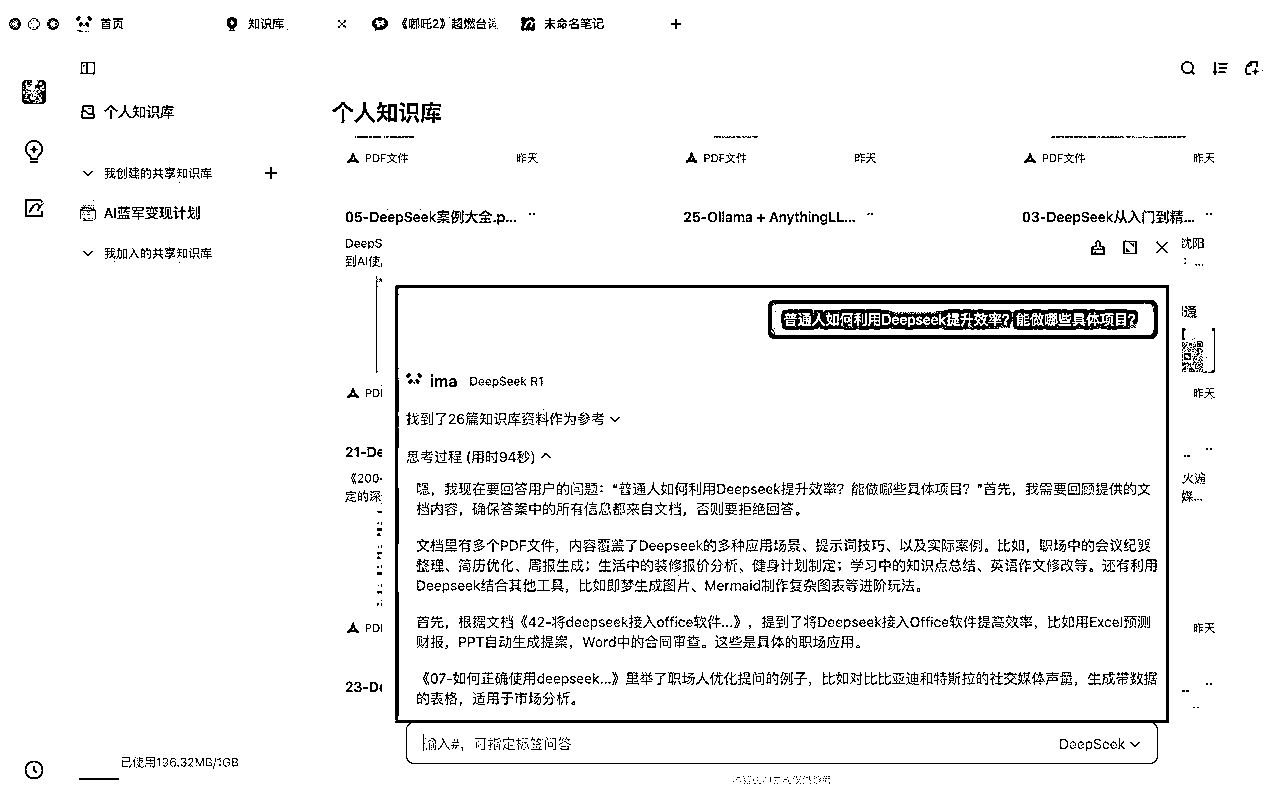 首页
知识库
《哪吒2》超燃台词
未命名笔记
个人知识库
我创建的共享知识库
AI蓝军变现计划
我加入的共享知识库
个人知识库
PDF文件 昨天 PDF文件 昨天 PDF文件 昨天
05-DeepSeek案例大全.p... 25-Ollama + AnythingLL... 03-DeepSeek从入门到精...
DeepS
到AI使
沈阳
普通人如何利用Deepseek提升效率？能做哪些具体项目？
ima DeepSeek R1
PDI 昨天
找到了26篇知识库资料作为参考
21-De
思考过程 (用时94秒)
《200-
定的深
火遍
媒...
嗯，我现在要回答用户的问题：“普通人如何利用Deepseek提升效率？能做哪些具体项目？”首先，我需要回顾提供的文
档内容，确保答案中的所有信息都来自文档，否则要拒绝回答。
文档里有多个PDF文件，内容覆盖了Deepseek的多种应用场景、提示词技巧、以及实际案例。比如，职场中的会议纪要
整理、简历优化、周报生成；生活中的装修报价分析、健身计划制定；学习中的知识点总结、英语作文修改等。还有利用
Deepseek结合其他工具，比如即梦生成图片、Mermaid制作复杂图表等进阶玩法。
首先，根据文档《42-将deepseek接入office软件...》，提到了将Deepseek接入Office软件提高效率，比如用Excel预测
财报，PPT自动生成提案，Word中的合同审查。这些是具体的职场应用。
PDI 昨天
《07-如何正确使用deepseek...》里举了职场人优化提问的例子，比如对比比亚迪和特斯拉的社交媒体声量，生成带数据
的表格，适用于市场分析。
23-De
输入#，可指定标签问答
DeepSeek
已使用196.32MB/1GB